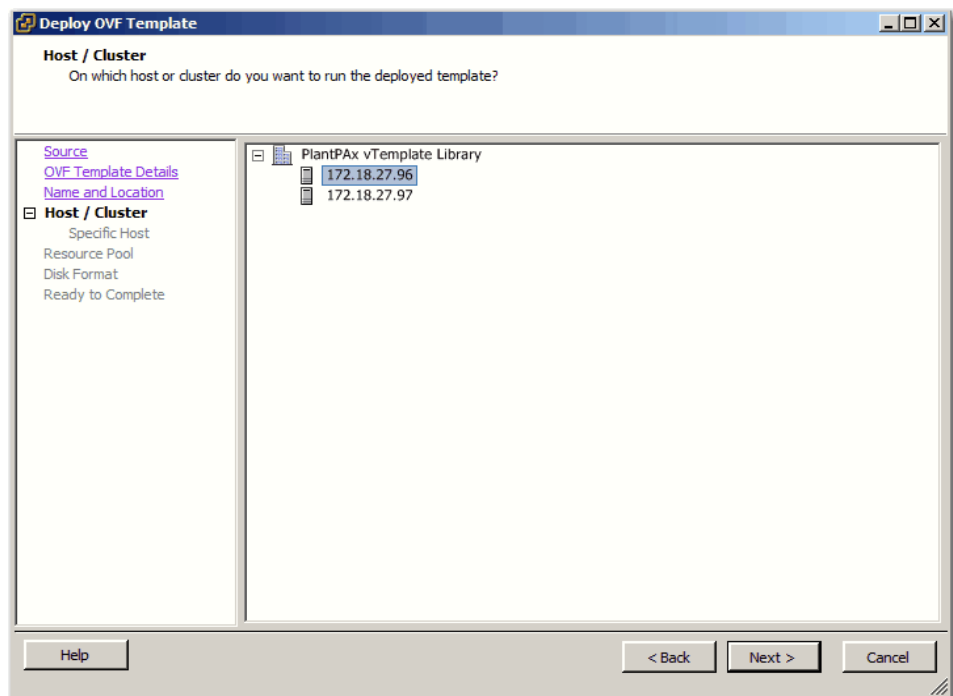 Deploy OVF Template
Host / Cluster
On which host or cluster do you want to run the deployed template?
Source
OVF Template Details
Name and Location
Host / Cluster
Specific Host
Resource Pool
Disk Format
Ready to Complete
PlantPAx vTemplate Library
172.18.27.96
172.18.27.97
Help
< Back
Next >
Cancel